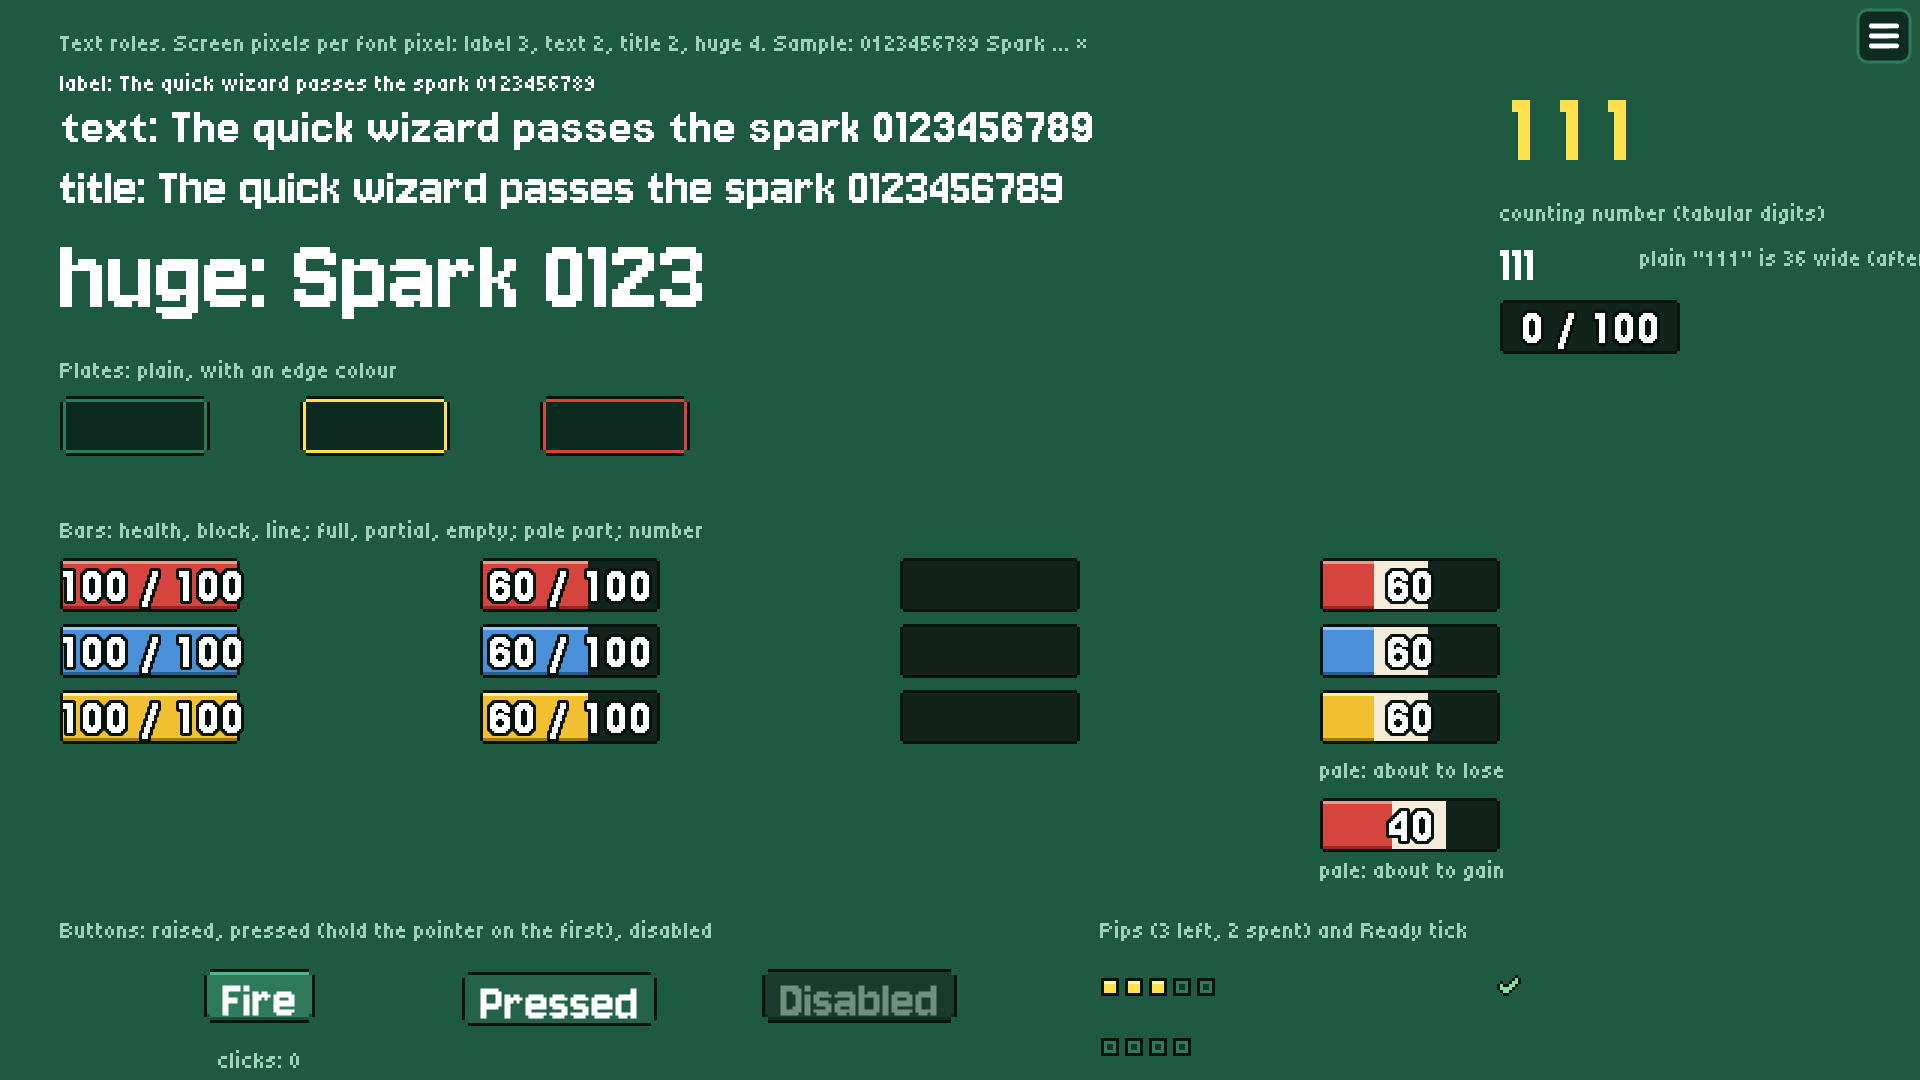 Text roles. Screen pixels per font pixel: label 3, text 2, title 2, huge 4. Sample: 0123456789 Spark ... ×
label: The quick wizard passes the spark 0123456789
text: The quick wizard passes the spark 0123456789
title: The quick wizard passes the spark 0123456789
huge: Spark 0123
111
counting number (tabular digits)
111
plain "111" is 36 wide (after
0 / 100
Plates: plain, with an edge colour
Bars: health, block, line; full, partial, empty; pale part; number
100 / 100
60 / 100
60
100 / 100
60 / 100
60
100 / 100
60 / 100
60
pale: about to lose
40
pale: about to gain
Buttons: raised, pressed (hold the pointer on the first), disabled
Pips (3 left, 2 spent) and Ready tick
Fire
Pressed
Disabled
clicks: 0